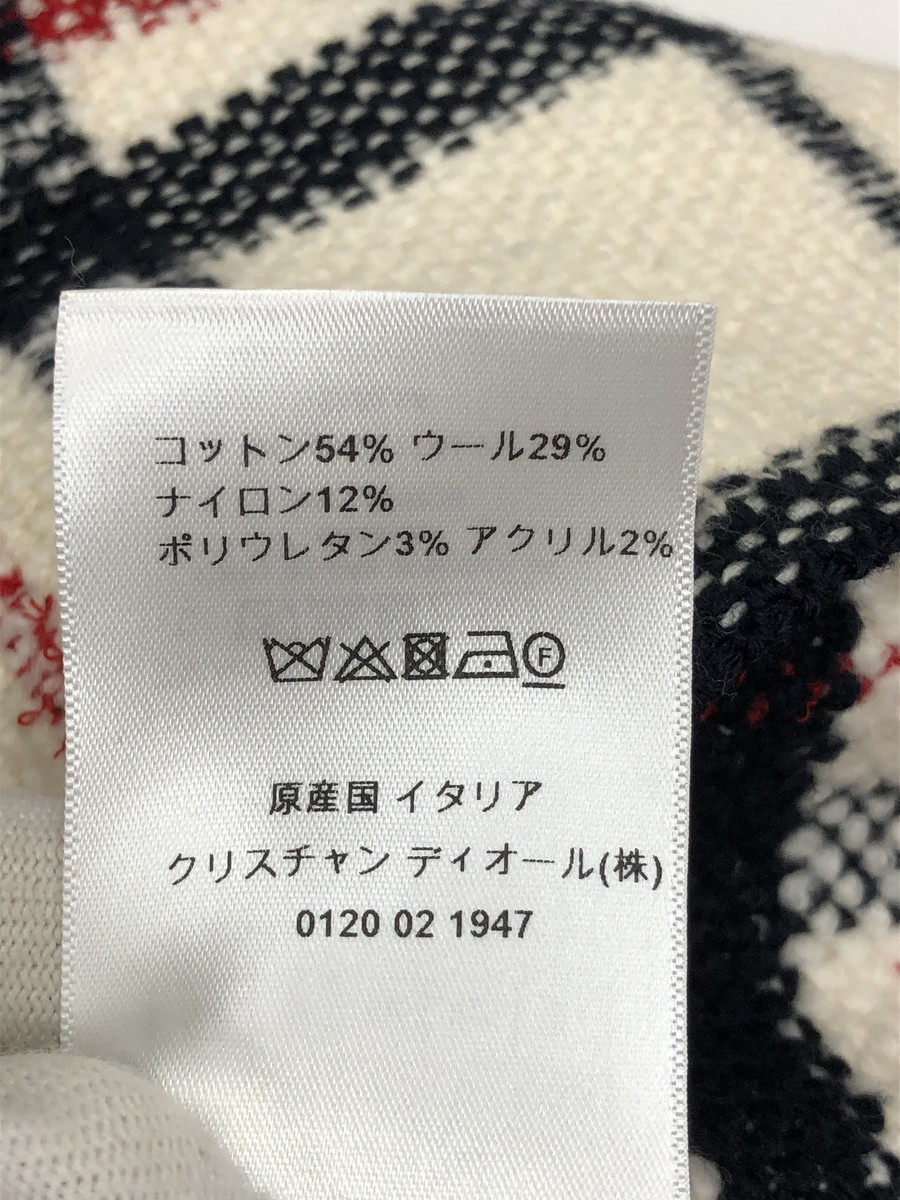 コットン54% ウール29%
ナイロン12%
ポリウレタン3% アクリル2%
F
原産国 イタリア
クリスチャン ディオール(株)
0120 02 1947